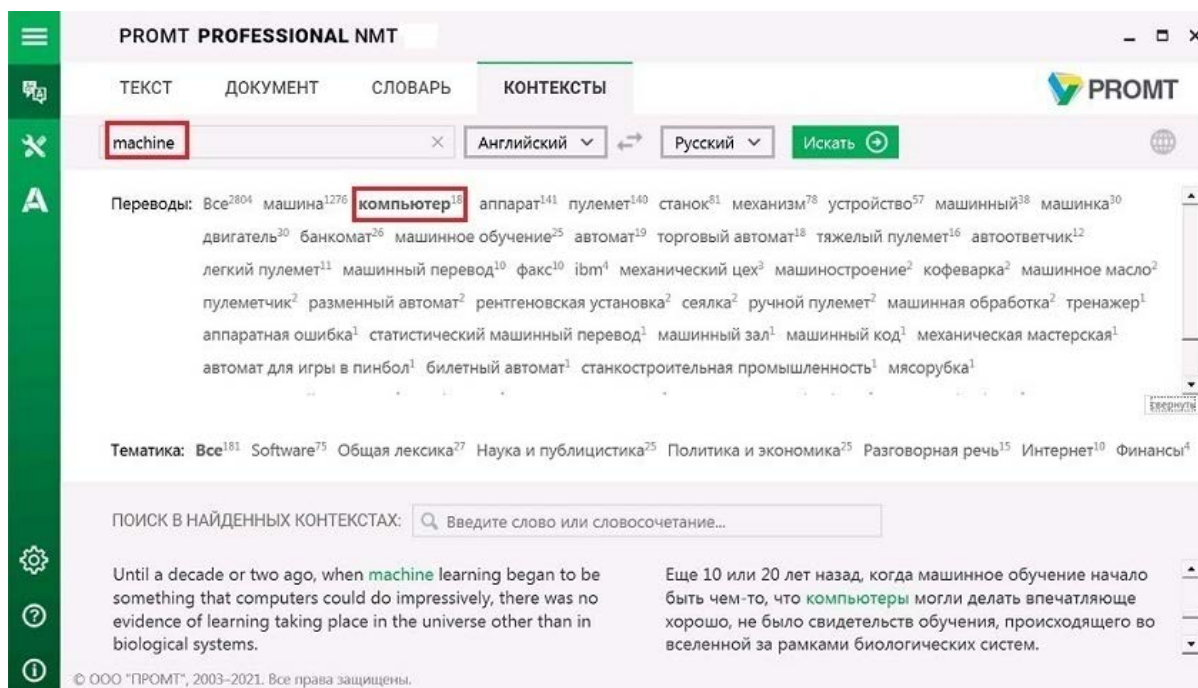 PROMT PROFESSIONAL NMT
ТЕКСТ ДОКУМЕНТ СЛОВАРЬ КОНТЕКСТЫ
PROMT
machine Английский Русский Искать
Переводы: Все2804 машина1276 компьютер18 аппарат141 пулемет140 станок81 механизм78 устройство57 машинный38 машинка30
двигатель30 банкомат26 машинное обучение25 автомат19 торговый автомат18 тяжелый пулемет16 автоответчик12
легкий пулемет11 машинный перевод10 факс10 ibm4 механический цех3 машиностроение2 кофеварка2 машинное масло2
пулеметчик2 разменный автомат2 рентгеновская установка2 сеялка2 ручной пулемет2 машинная обработка2 тренажер1
аппаратная ошибка1 статистический машинный перевод1 машинный зал1 машинный код1 механическая мастерская1
автомат для игры в пинбол1 билетный автомат1 станкостроительная промышленность1 мясорубка1
свернуть
Тематика: Все181 Software75 Общая лексика27 Наука и публицистика25 Политика и экономика25 Разговорная речь15 Интернет10 Финансы4
ПОИСК В НАЙДЕННЫХ КОНТЕКСТАХ: Введите слово или словосочетание...
Until a decade or two ago, when machine learning began to be
something that computers could do impressively, there was no
evidence of learning taking place in the universe other than in
biological systems.
Еще 10 или 20 лет назад, когда машинное обучение начало
быть чем-то, что компьютеры могли делать впечатляюще
хорошо, не было свидетельств обучения, происходящего во
вселенной за рамками биологических систем.
© ООО "ПРОМТ", 2003–2021. Все права защищены.